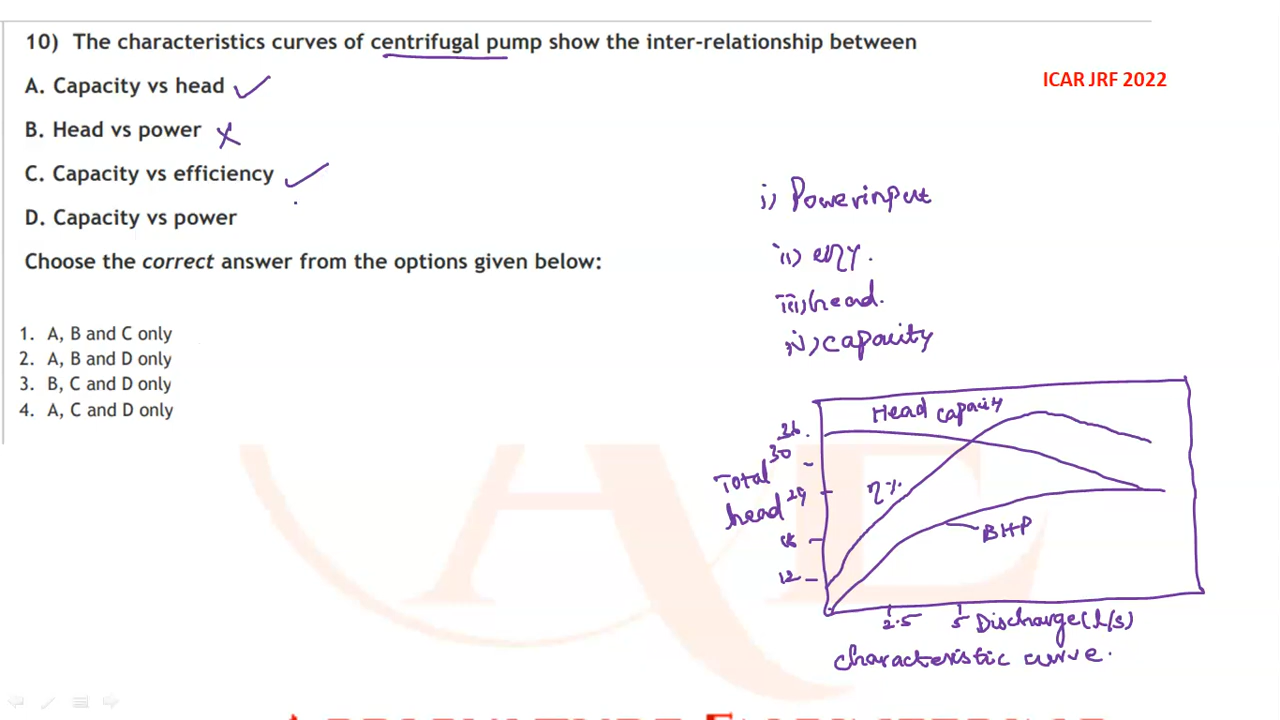 10) The characteristics curves of centrifugal pump show the inter-relationship between
ICAR JRF 2022
A. Capacity vs head
B. Head vs power
C. Capacity vs efficiency
D. Capacity vs power
Choose the correct answer from the options given below:
1. A, B and C only
2. A, B and D only
3. B, C and D only
4. A, C and D only
i) Powerinput
ii)
iii) head.
iv) capacity
Head capacity
36
30
Total head
24
18
12
η%
BHP
2.5
5
Discharge (l/s)
characteristic curve.